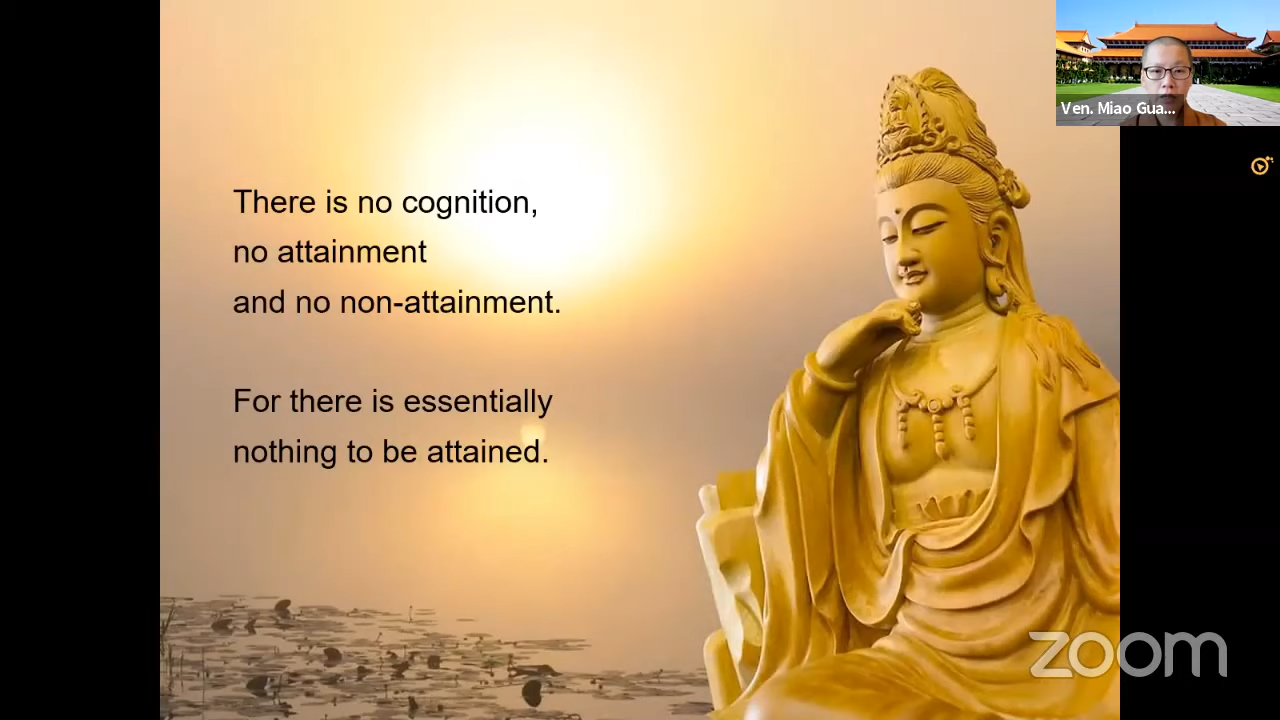 There is no cognition,
no attainment
and no non-attainment.
For there is essentially
nothing to be attained.
Ven. Miao Gua...
zoom